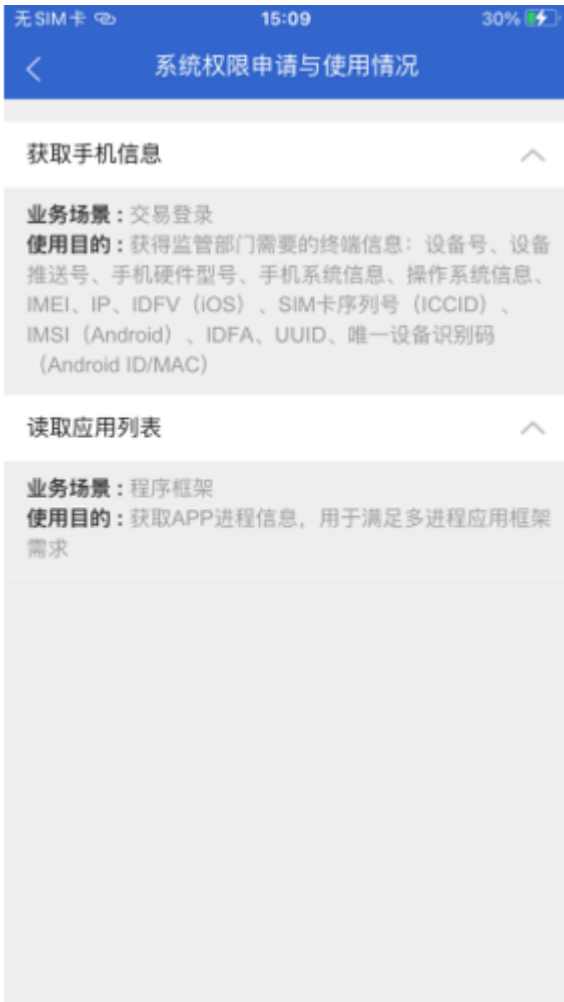 无SIM卡
15:09
30%
系统权限申请与使用情况
获取手机信息
业务场景：交易登录
使用目的：获得监管部门需要的终端信息：设备号、设备
推送号、手机硬件型号、手机系统信息、操作系统信息、
IMEI、IP、IDFV（iOS）、SIM卡序列号（ICCID）、
IMSI（Android）、IDFA、UUID、唯一设备识别码
（Android ID/MAC）
读取应用列表
业务场景：程序框架
使用目的：获取APP进程信息，用于满足多进程应用框架
需求